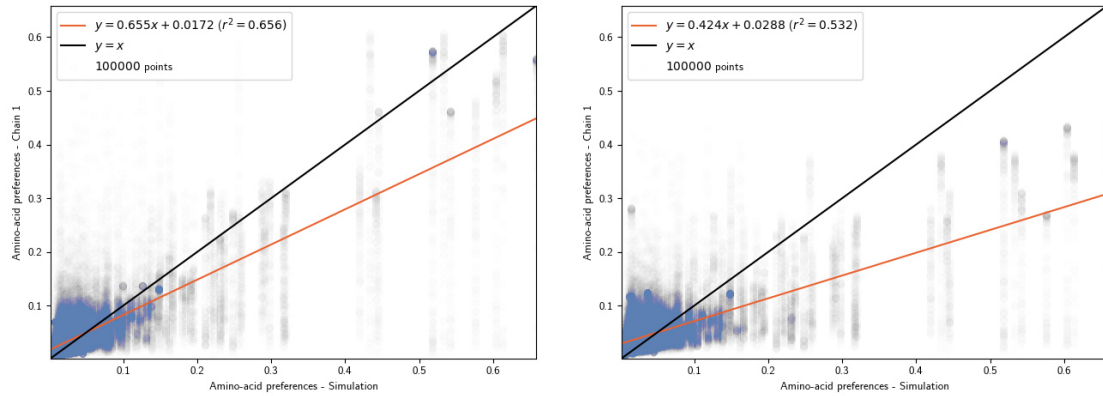 y = 0.655x + 0.0172 (r² = 0.656)
y = x
100000 points
0.6
0.5
0.4
0.3
0.2
0.1
Amino-acid preferences - Chain 1
0.1 0.2 0.3 0.4 0.5 0.6
Amino-acid preferences - Simulation
y = 0.424x + 0.0288 (r² = 0.532)
y = x
100000 points
0.6
0.5
0.4
0.3
0.2
0.1
Amino-acid preferences - Chain 1
0.1 0.2 0.3 0.4 0.5 0.6
Amino-acid preferences - Simulation